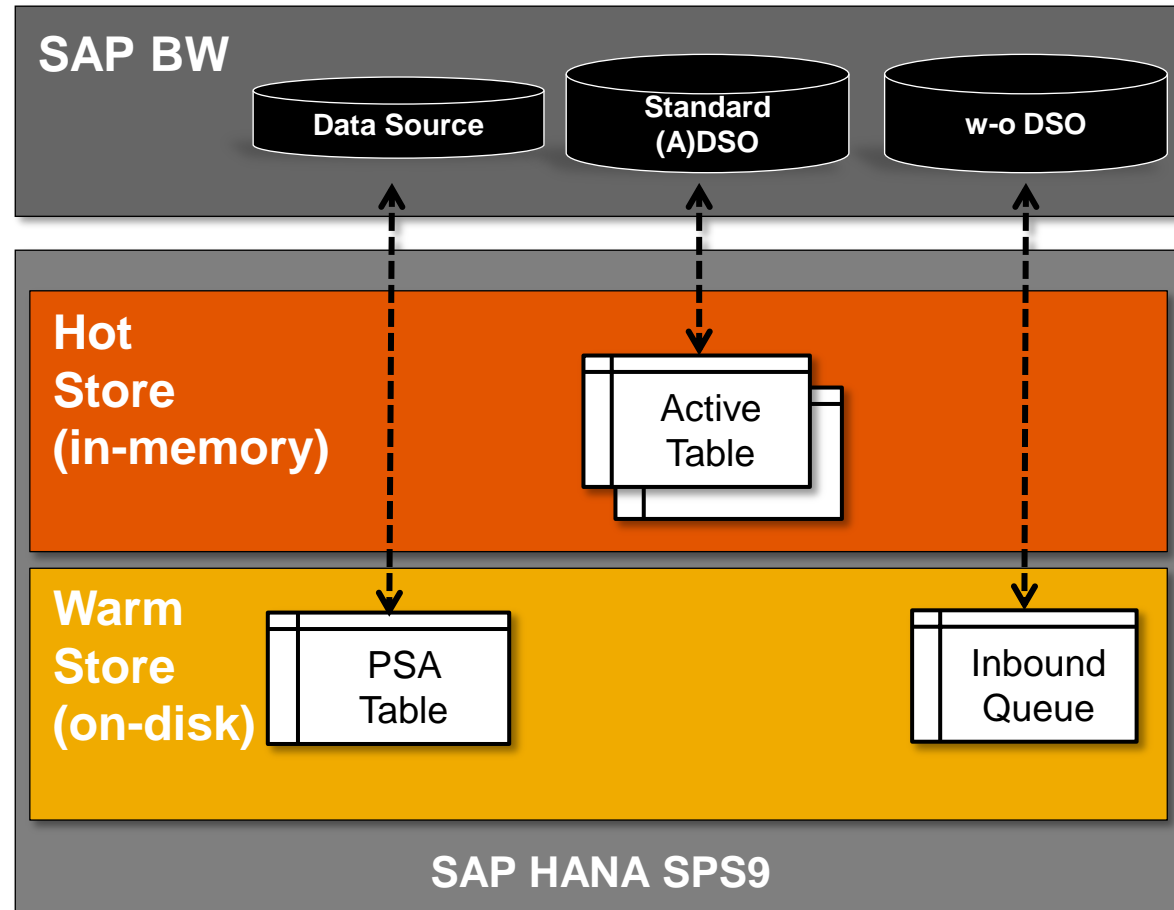 SAP BW
Data Source
Standard
(A)DSO
w-o DSO
Hot
Store
(in-memory)
Active
Table
Warm
Store
(on-disk)
PSA
Table
Inbound
Queue
SAP HANA SPS9